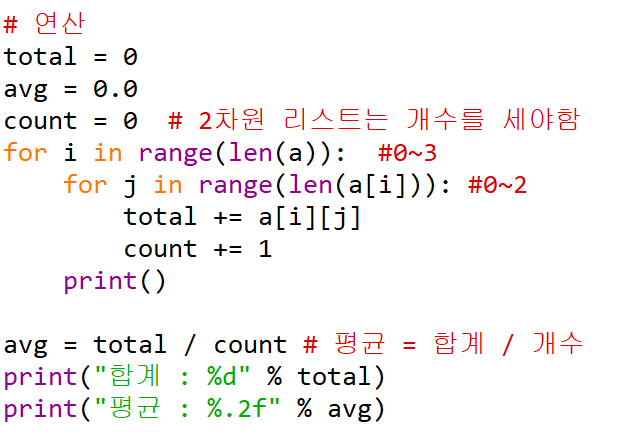 # 연산
total = 0
avg = 0.0
count = 0  # 2차원 리스트는 개수를 세야함
for i in range(len(a)):  #0~3
    for j in range(len(a[i])): #0~2
        total += a[i][j]
        count += 1
    print()

avg = total / count # 평균 = 합계 / 개수
print("합계 : %d" % total)
print("평균 : %.2f" % avg)